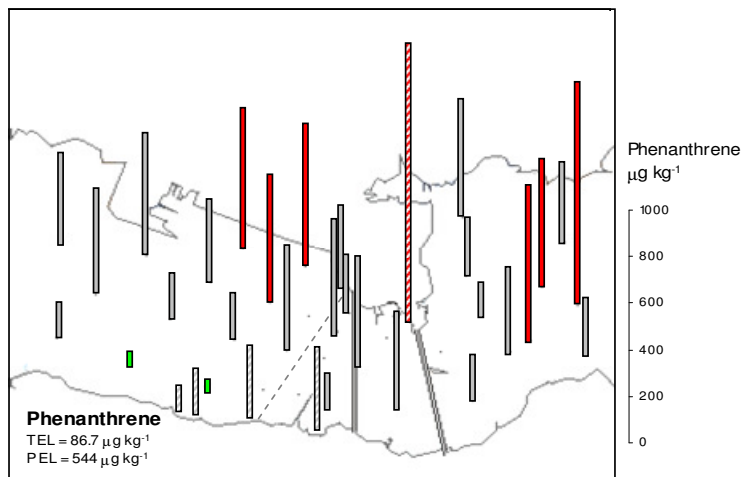 Phenanthrene
μg kg-1
1000
800
600
400
200
0
Phenanthrene
TEL = 86.7 μg kg-1
PEL = 544 μg kg-1